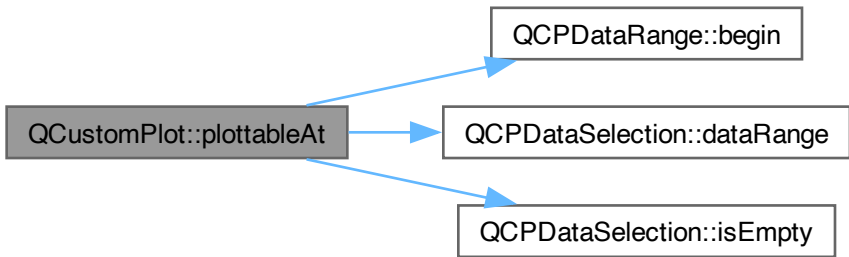 QCPDataRange::begin
QCustomPlot::plottableAt
QCPDataSelection::dataRange
QCPDataSelection::isEmpty